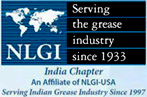 Serving
the grease
industry
since 1933
NLGI
India Chapter
An Affiliate of NLGI-USA
Serving Indian Grease Industry Since 1997